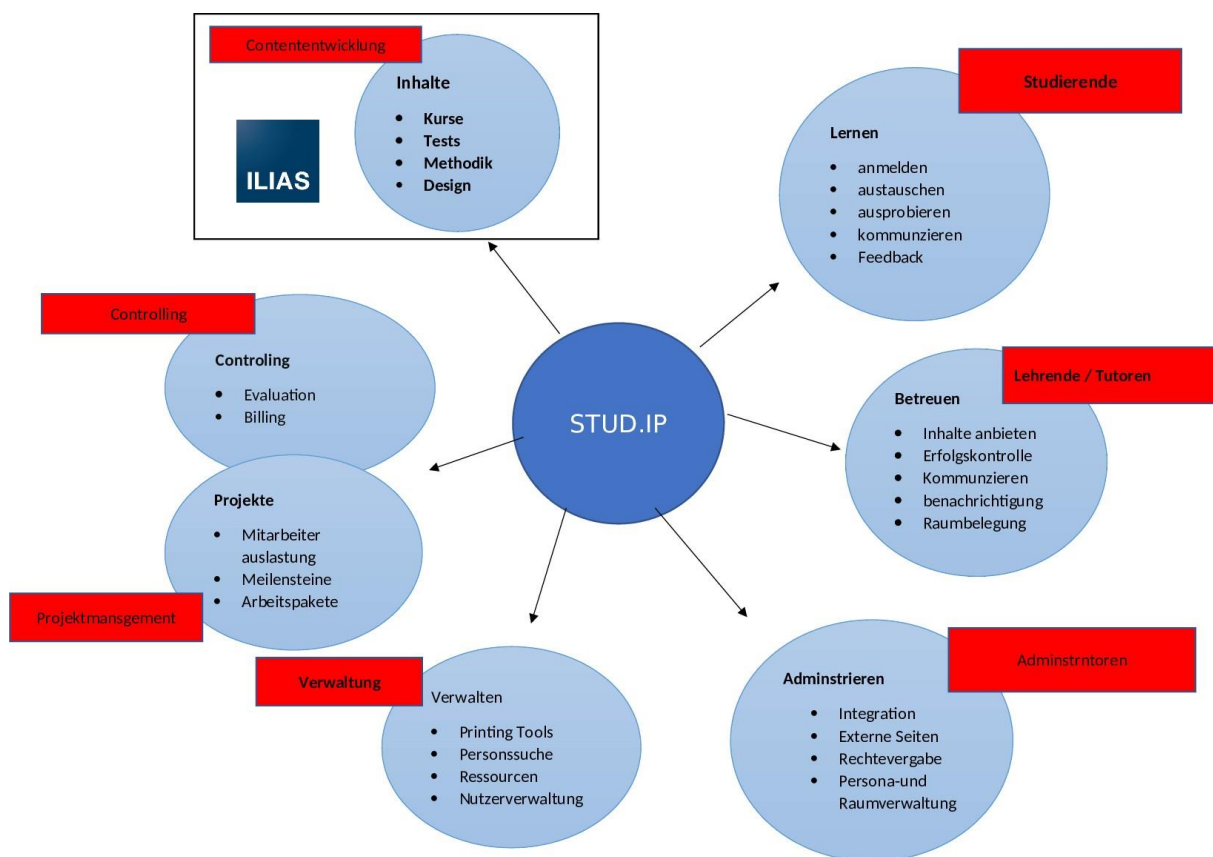 Contententwicklung
Inhalte
Kurse
Tests
Methodik
Design
ILIAS
Studierende
Lernen
anmelden
austauschen
ausprobieren
kommunzieren
Feedback
Controlling
Controling
Evaluation
Billing
STUD.IP
Lehrende / Tutoren
Betreuen
Inhalte anbieten
Erfolgskontrolle
Kommunzieren
benachrichtigung
Raumbelegung
Projekte
Mitarbeiter
auslastung
Meilensteine
Arbeitspakete
Projektmansgement
Verwaltung
Verwalten
Printing Tools
Personssuche
Ressourcen
Nutzerverwaltung
Adminstrntoren
Adminstrieren
Integration
Externe Seiten
Rechtevergabe
Persona-und
Raumverwaltung